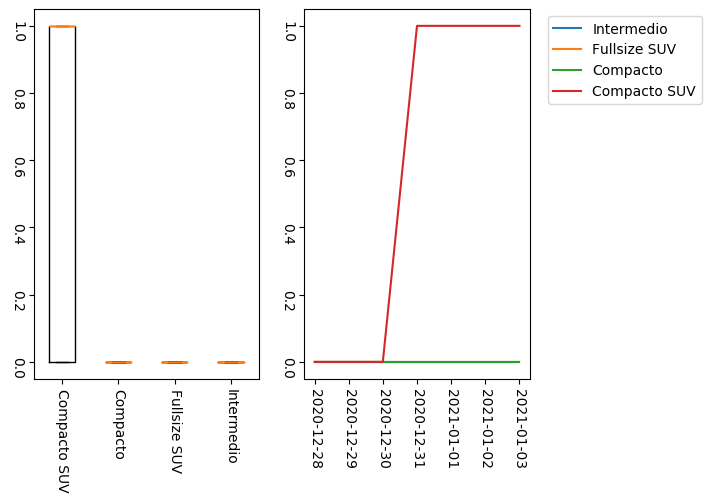 1.0
0.8
0.6
0.4
0.2
0.0
Compacto SUV
Compacto
Fullsize SUV
Intermedio
1.0
0.8
0.6
0.4
0.2
0.0
2020-12-28
2020-12-29
2020-12-30
2020-12-31
2021-01-01
2021-01-02
2021-01-03
Intermedio
Fullsize SUV
Compacto
Compacto SUV